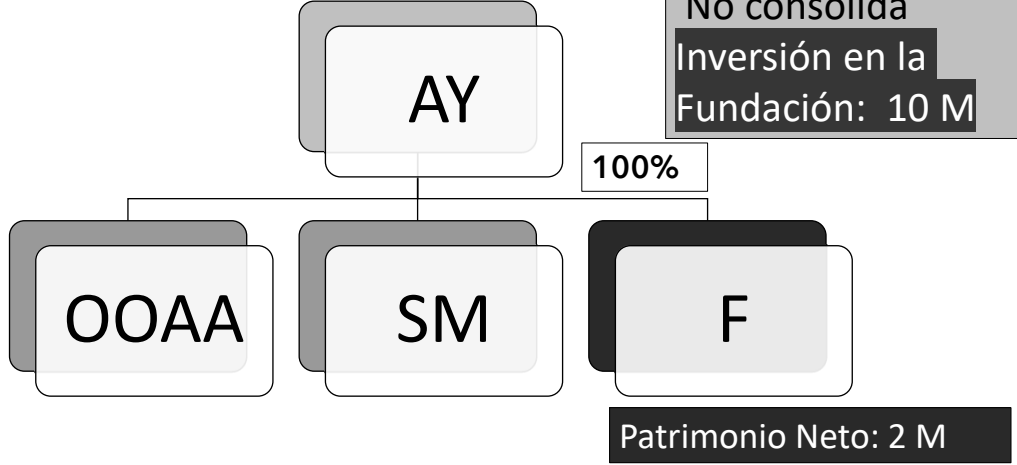 No consolida
Inversión en la
Fundación: 10 M
AY
100%
OOAA
SM
F
Patrimonio Neto: 2 M